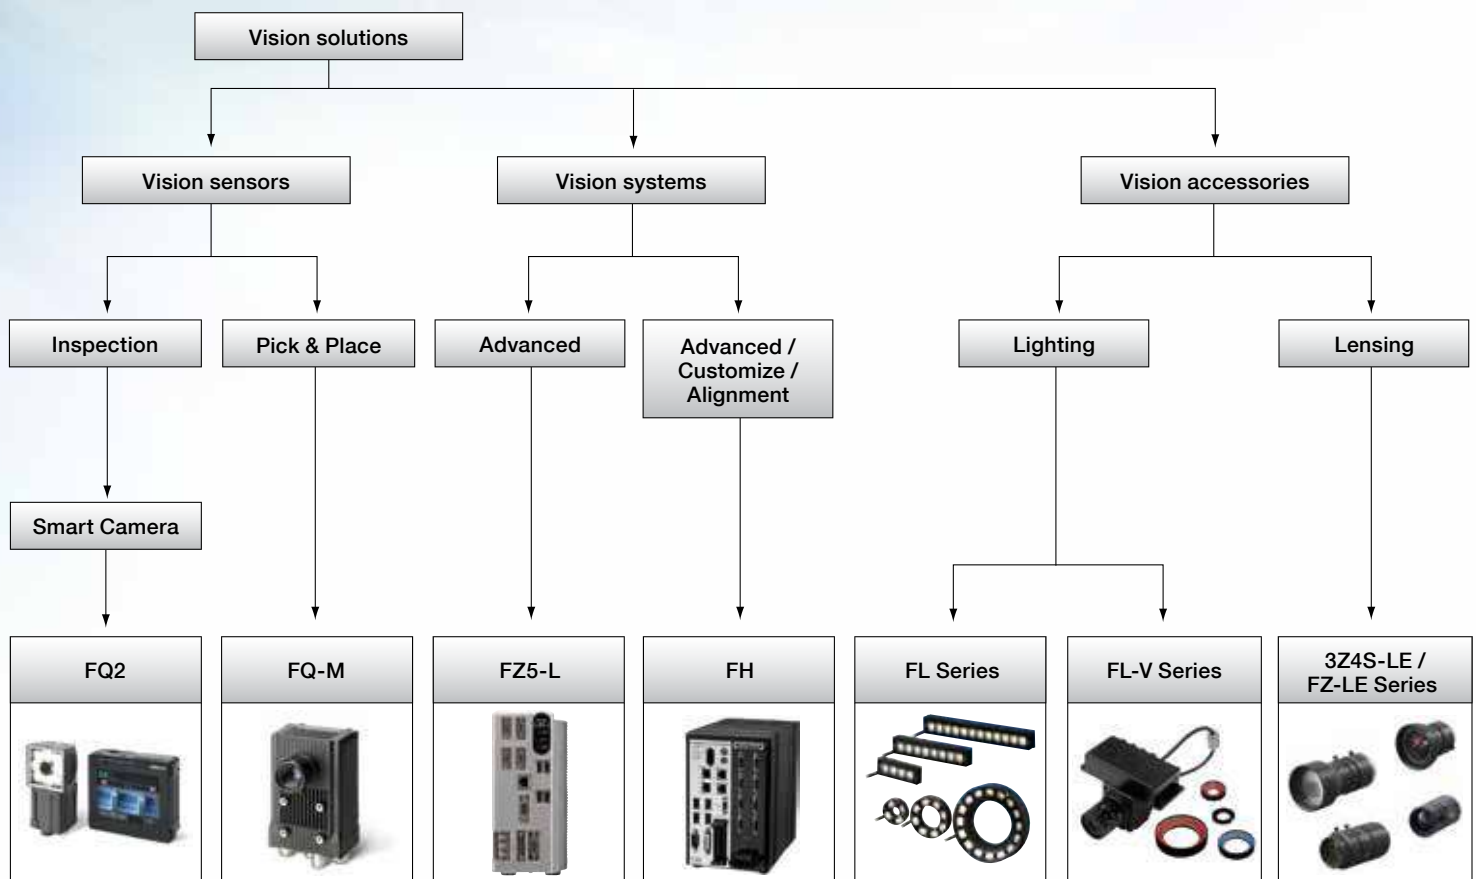 Vision solutions
Vision sensors
Vision systems
Vision accessories
Inspection
Pick & Place
Advanced
Advanced /
Customize /
Alignment
Lighting
Lensing
Smart Camera
FQ2
FQ-M
FZ5-L
FH
FL Series
FL-V Series
3Z4S-LE /
FZ-LE Series